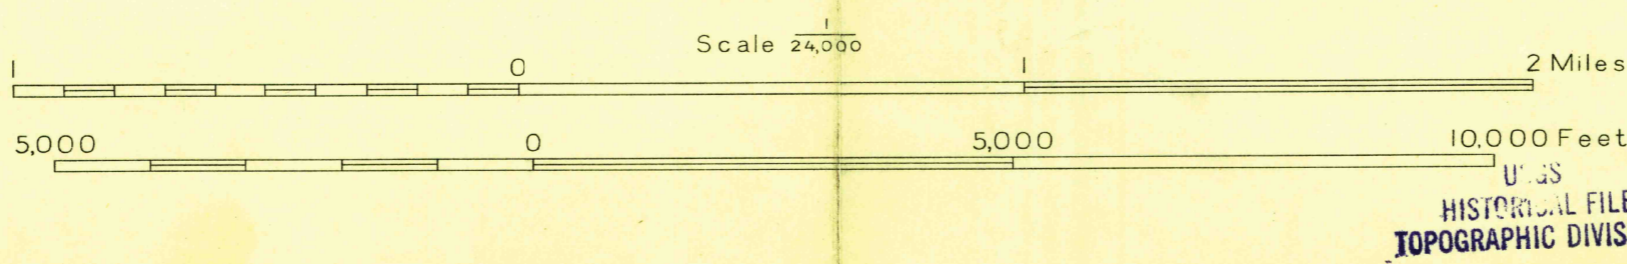 Scale 1/24,000
1 0 1 2 Miles
5,000 0 5,000 10,000 Feet
HISTORICAL FILE
TOPOGRAPHIC